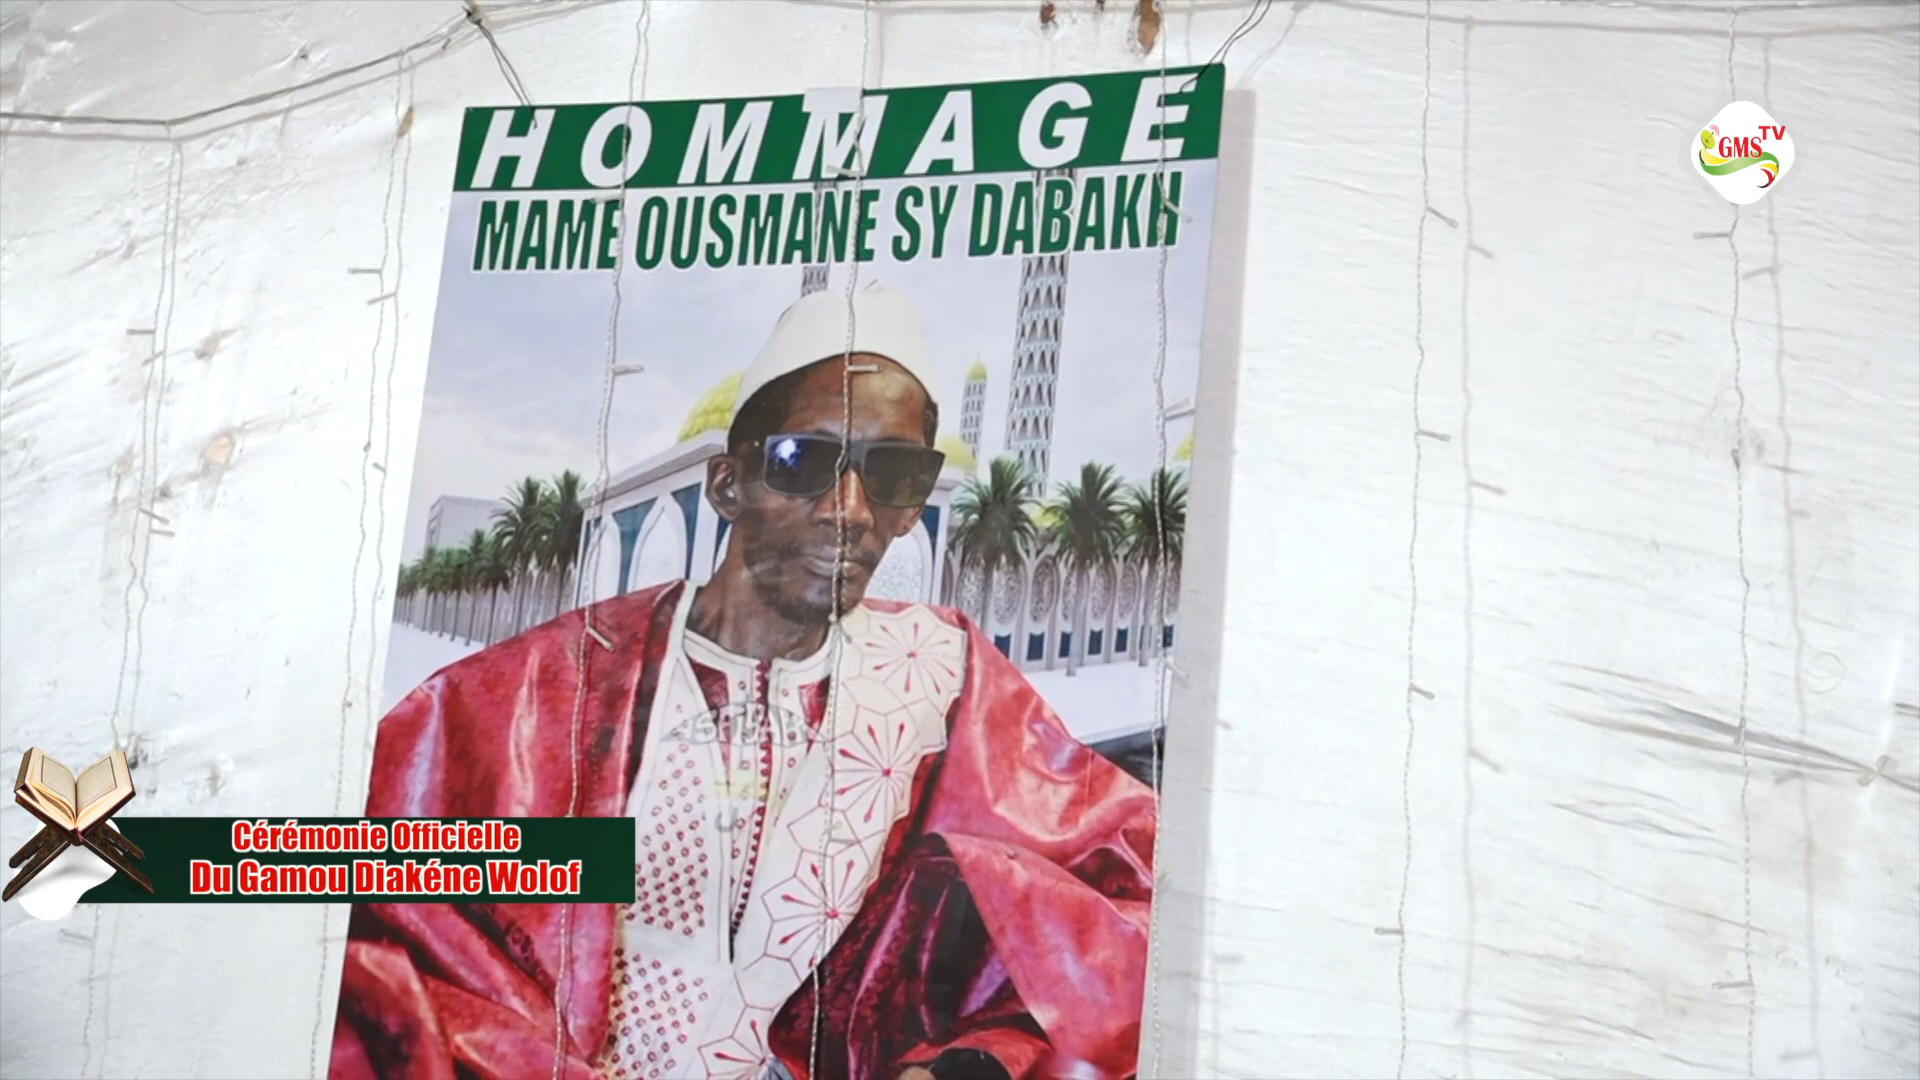 HOMMAGE
MAME OUSMANE SY DABAKH
GMS TV
Cérémonie Officielle
Du Gamou Diakéne Wolof